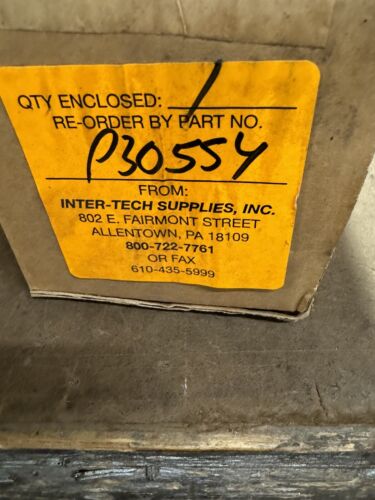 QTY ENCLOSED: 1
RE-ORDER BY PART NO.
P30554
FROM:
INTER-TECH SUPPLIES, INC.
802 E. FAIRMONT STREET
ALLENTOWN, PA 18109
800-722-7761
OR FAX
610-435-5999